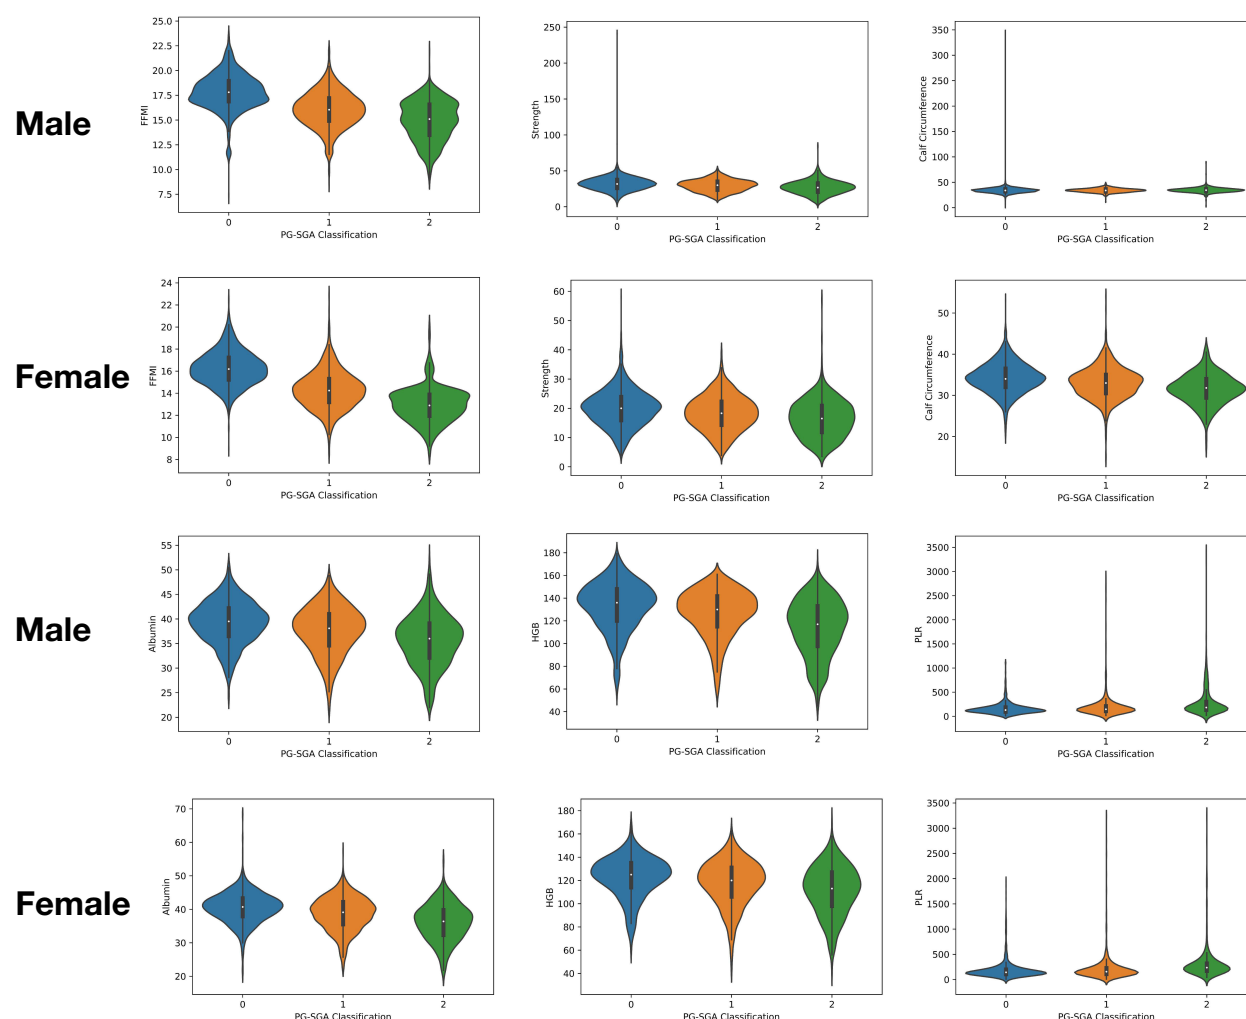 Male
FFMI
25.0
22.5
20.0
17.5
15.0
12.5
10.0
7.5
0 1 2
PG-SGA Classification
Strength
250
200
150
100
50
0
0 1 2
PG-SGA Classification
Calf Circumference
350
300
250
200
150
100
50
0
0 1 2
PG-SGA Classification
Female
FFMI
24
22
20
18
16
14
12
10
8
0 1 2
PG-SGA Classification
Strength
60
50
40
30
20
10
0
0 1 2
PG-SGA Classification
Calf Circumference
50
40
30
20
0 1 2
PG-SGA Classification
Male
Albumin
55
50
45
40
35
30
25
20
0 1 2
PG-SGA Classification
HGB
180
160
140
120
100
80
60
40
0 1 2
PG-SGA Classification
PLR
3500
3000
2500
2000
1500
1000
500
0
0 1 2
PG-SGA Classification
Female
Albumin
70
60
50
40
30
20
0 1 2
PG-SGA Classification
HGB
180
160
140
120
100
80
60
40
0 1 2
PG-SGA Classification
PLR
3500
3000
2500
2000
1500
1000
500
0
0 1 2
PG-SGA Classification